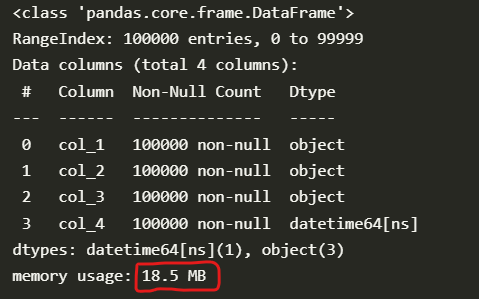 <class 'pandas.core.frame.DataFrame'>
RangeIndex: 100000 entries, 0 to 99999
Data columns (total 4 columns):
 #   Column  Non-Null Count   Dtype
---  ------  --------------   -----
 0   col_1   100000 non-null  object
 1   col_2   100000 non-null  object
 2   col_3   100000 non-null  object
 3   col_4   100000 non-null  datetime64[ns]
dtypes: datetime64[ns](1), object(3)
memory usage: 18.5 MB